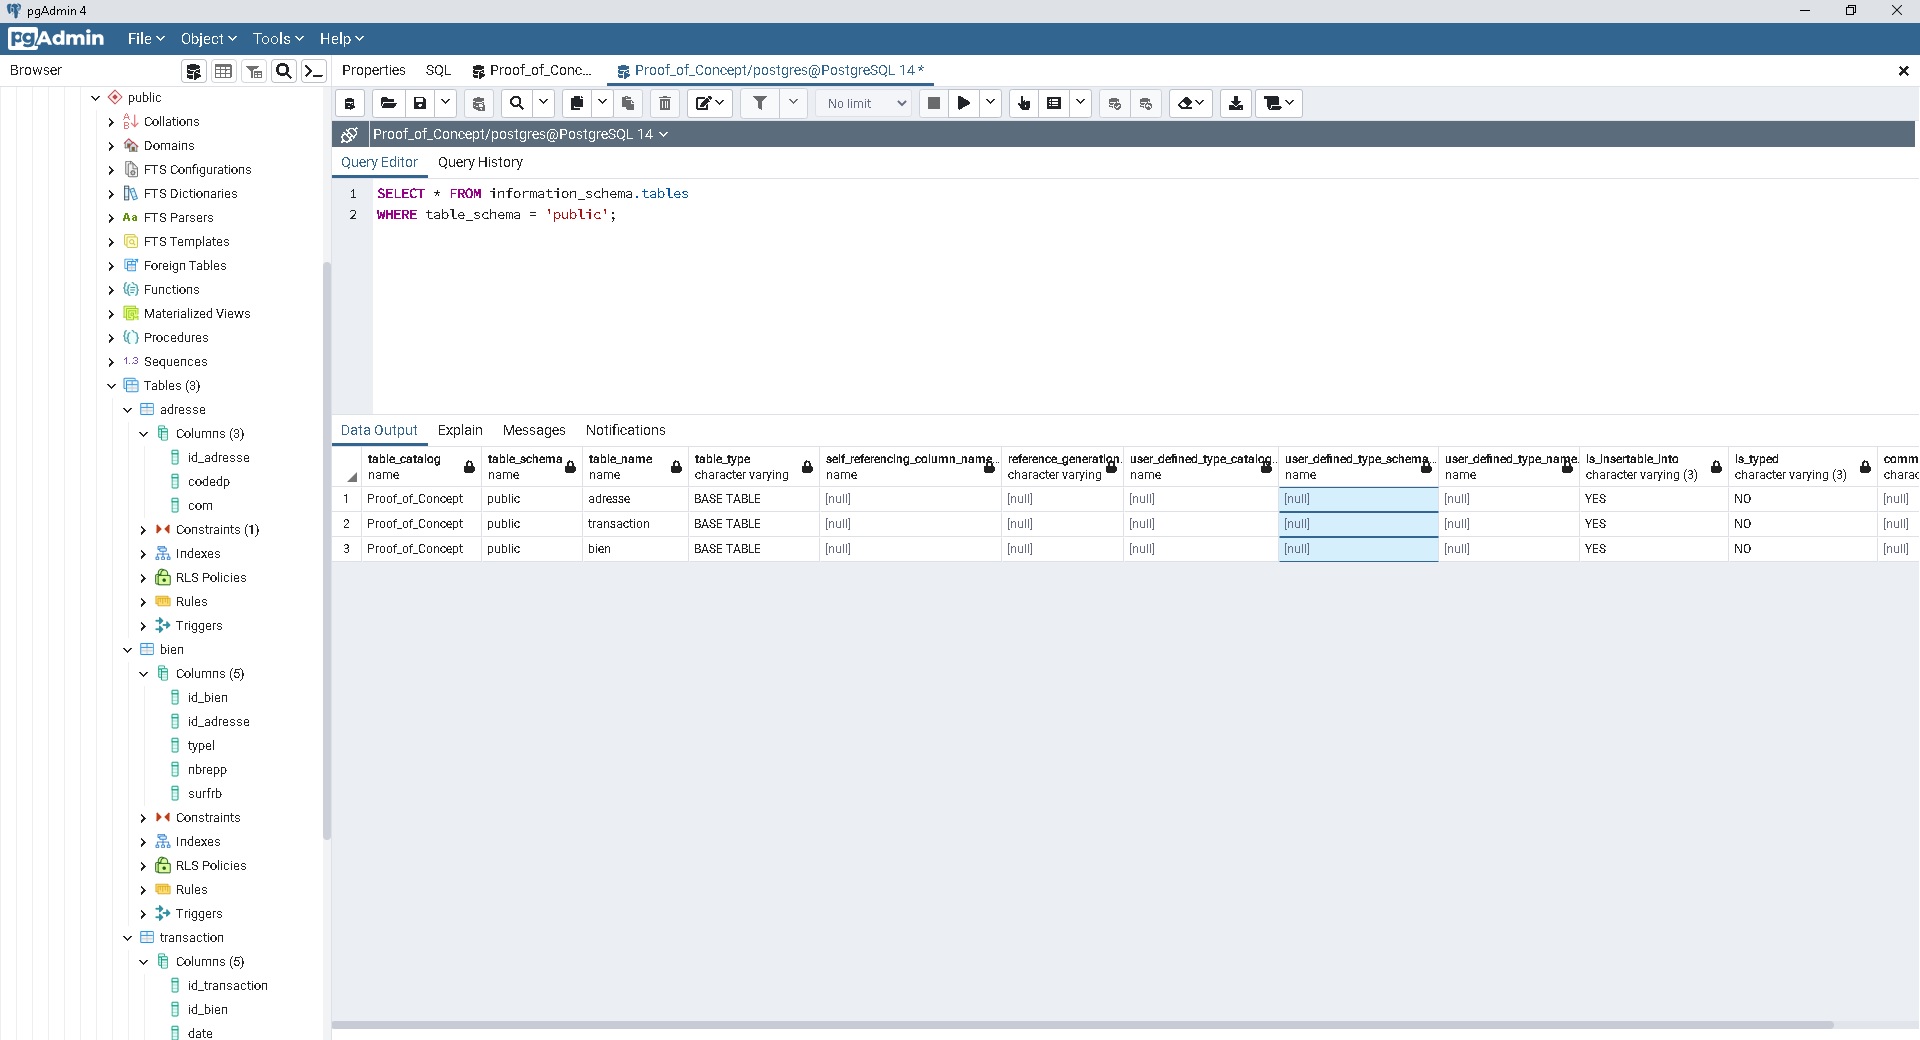 pgAdmin 4
pgAdmin File Object Tools Help
Browser
Properties SQL Proof_of_Conc... Proof_of_Concept/postgres@PostgreSQL 14 *
public
Collations
Domains
FTS Configurations
FTS Dictionaries
Aa FTS Parsers
FTS Templates
Foreign Tables
Functions
Materialized Views
Procedures
1..3 Sequences
Tables (3)
adresse
Columns (3)
id_adresse
codedp
com
Constraints (1)
Indexes
RLS Policies
Rules
Triggers
bien
Columns (5)
id_bien
id_adresse
typel
nbrepp
surfrb
Constraints
Indexes
RLS Policies
Rules
Triggers
transaction
Columns (5)
id_transaction
id_bien
date
No limit
Proof_of_Concept/postgres@PostgreSQL 14
Query Editor Query History
1 SELECT * FROM information_schema.tables
2 WHERE table_schema = 'public';
Data Output Explain Messages Notifications
table_catalog table_schema table_name table_type self_referencing_column_name... reference_generation user_defined_type_catalog.. user_defined_type_schema... user_defined_type_name. is_insertable_into is_typed comm
name name name character varying name character varying name name name character varying (3) character varying (3) charac
1 Proof_of_Concept public adresse BASE TABLE [null] [null] [null] [null] [null] YES NO [null]
2 Proof_of_Concept public transaction BASE TABLE [null] [null] [null] [null] [null] YES NO [null]
3 Proof_of_Concept public bien BASE TABLE [null] [null] [null] [null] [null] YES NO [null]